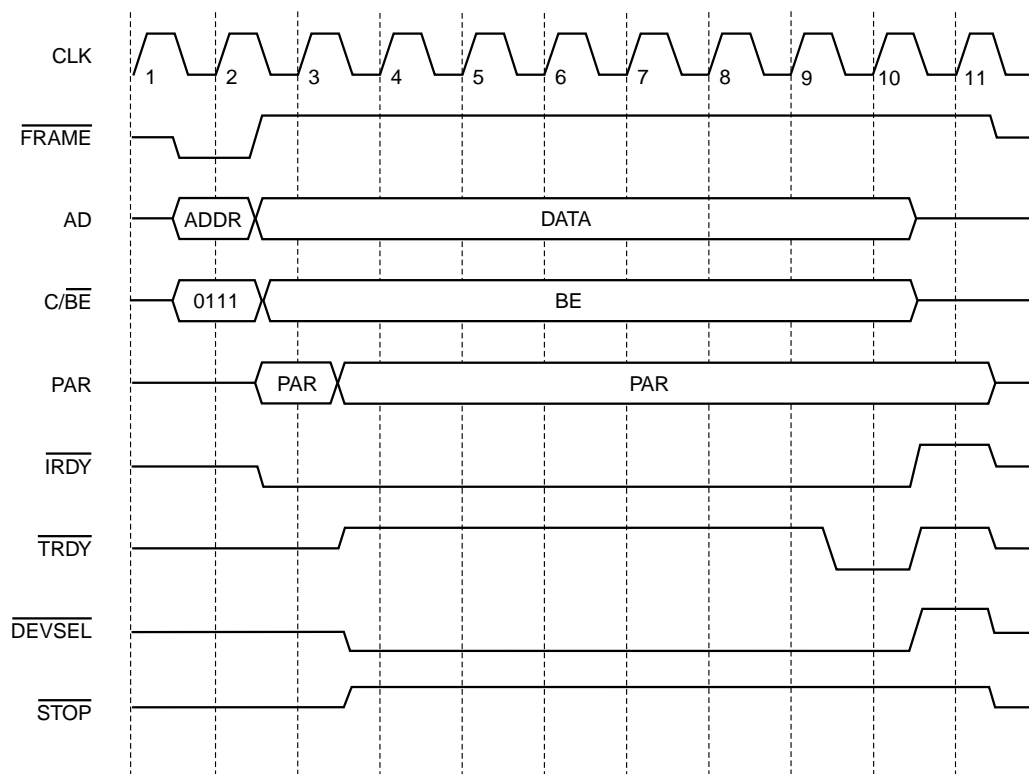 CLK
1 2 3 4 5 6 7 8 9 10 11
FRAME
AD
ADDR DATA
C/BE
0111 BE
PAR
PAR PAR
IRDY
TRDY
DEVSEL
STOP